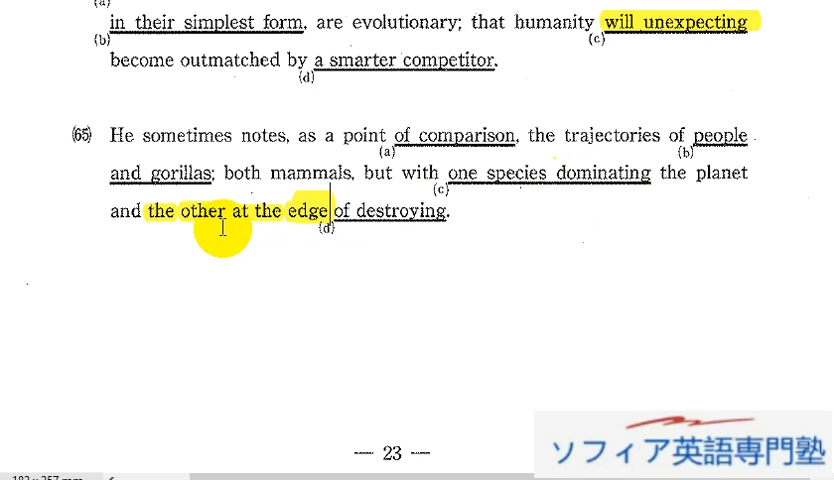 (a)
in their simplest form, are evolutionary; that humanity will unexpecting
(b) (c)
become outmatched by a smarter competitor.
(d)
(65) He sometimes notes, as a point of comparison, the trajectories of people
(a) (b)
and gorillas; both mammals, but with one species dominating the planet
(c)
and the other at the edge of destroying.
(d)
— 23 —
ソフィア英語専門塾